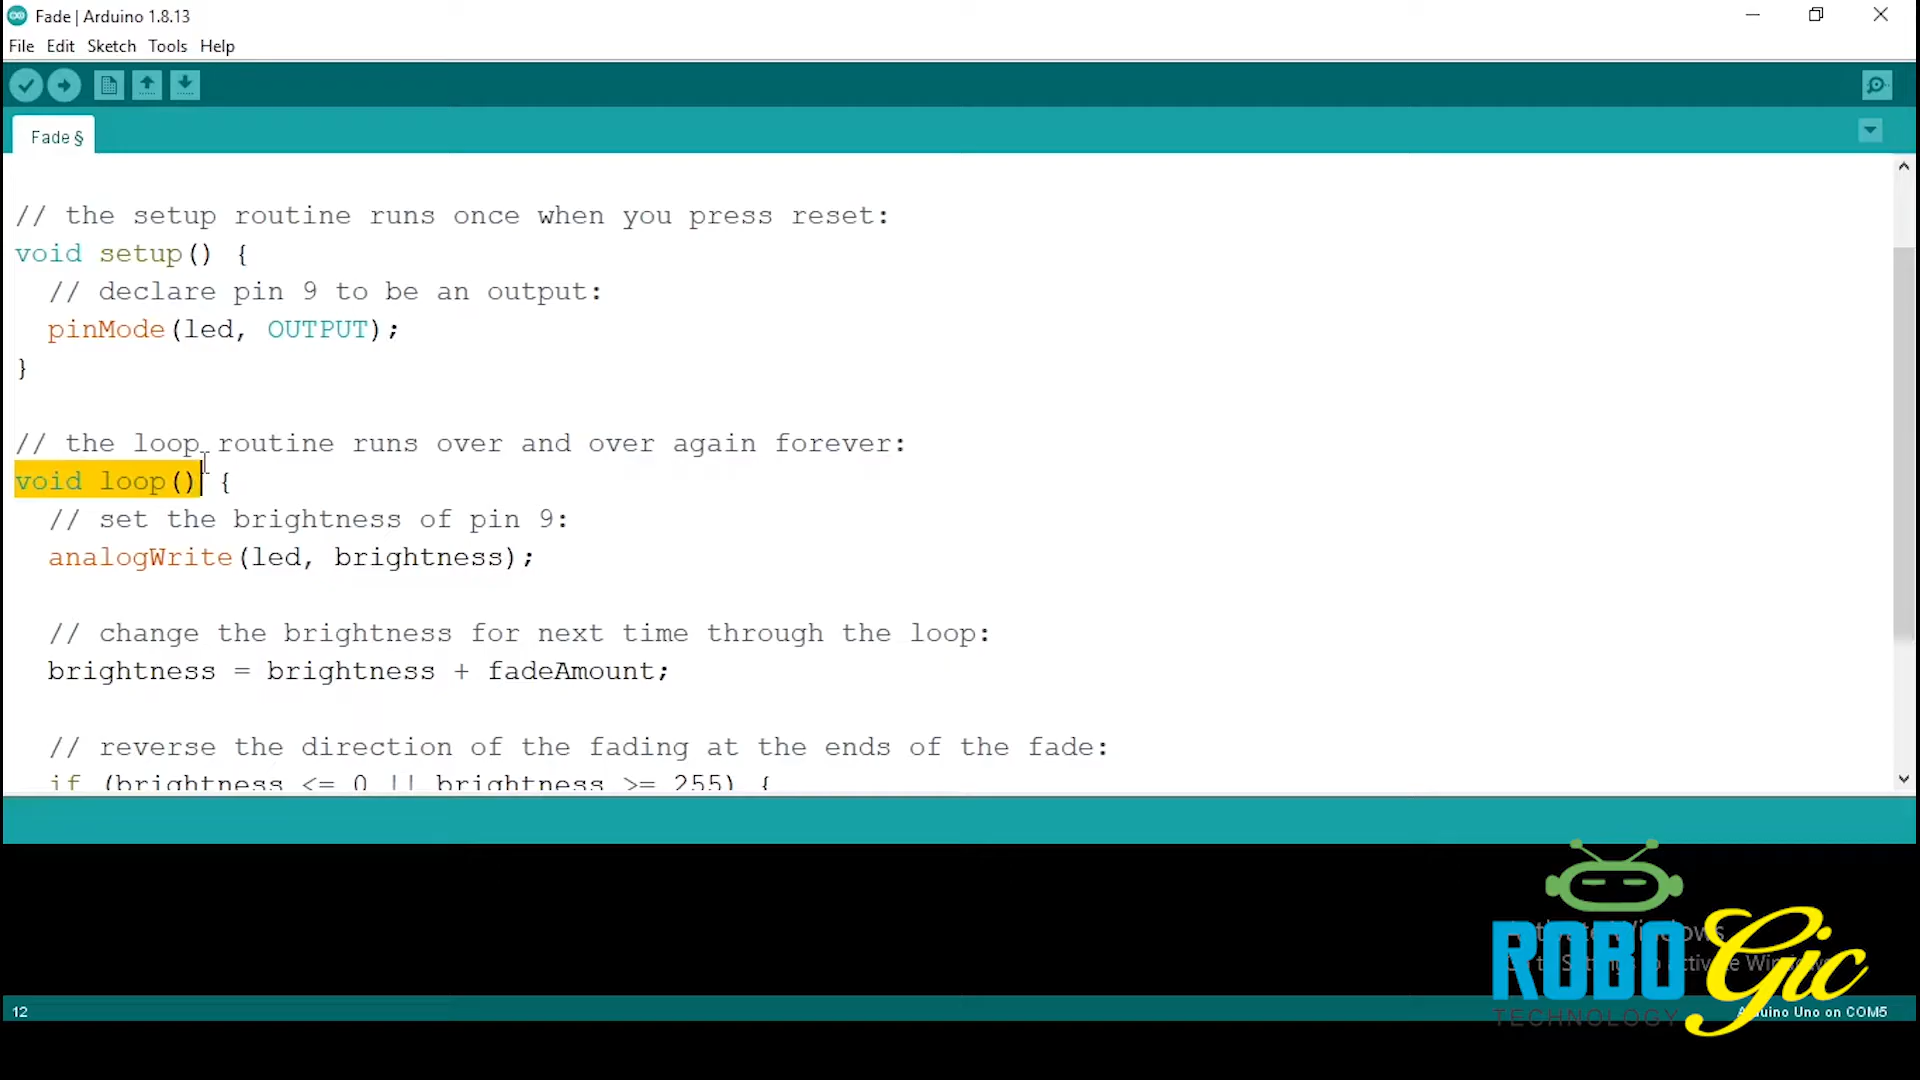 Fade | Arduino 1.8.13
File Edit Sketch Tools Help
Fade §
// the setup routine runs once when you press reset:
void setup() {
// declare pin 9 to be an output:
pinMode(led, OUTPUT);
}
// the loop routine runs over and over again forever:
void loop() {
// set the brightness of pin 9:
analogWrite(led, brightness);
// change the brightness for next time through the loop:
brightness = brightness + fadeAmount;
// reverse the direction of the fading at the ends of the fade:
if (brightness <= 0 || brightness >= 255) {
ROBO Gic
TECHNOLOGY
12
Uno on COM5